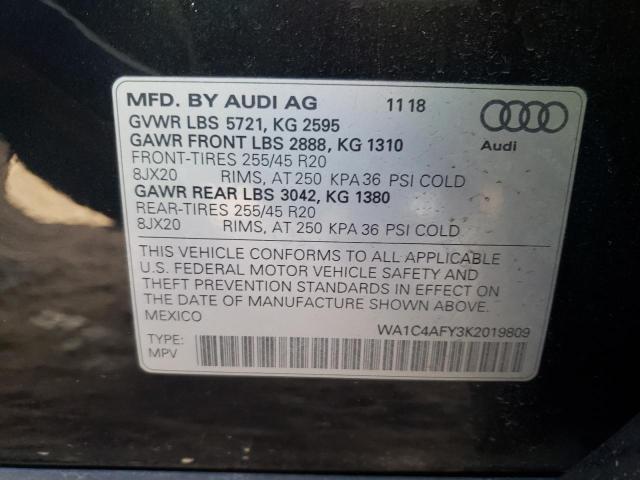 MFD. BY AUDI AG 11 18
GVWR LBS 5721, KG 2595
GAWR FRONT LBS 2888, KG 1310
FRONT-TIRES 255/45 R20
8JX20 RIMS, AT 250 KPA 36 PSI COLD
GAWR REAR LBS 3042, KG 1380
REAR-TIRES 255/45 R20
8JX20 RIMS, AT 250 KPA 36 PSI COLD
Audi
THIS VEHICLE CONFORMS TO ALL APPLICABLE
U.S. FEDERAL MOTOR VEHICLE SAFETY AND
THEFT PREVENTION STANDARDS IN EFFECT ON
THE DATE OF MANUFACTURE SHOWN ABOVE.
MEXICO
WA1C4AFY3K2019809
TYPE:
MPV